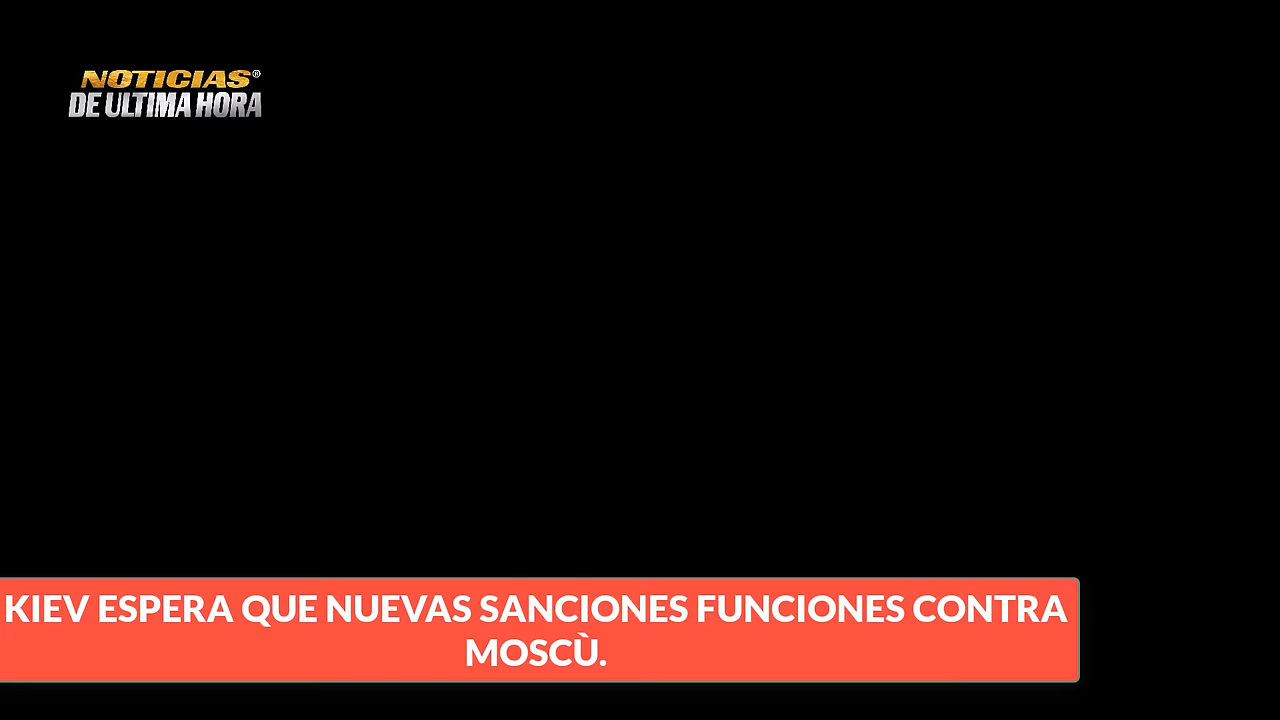 NOTICIAS®
DE ULTIMA HORA
KIEV ESPERA QUE NUEVAS SANCIONES FUNCIONES CONTRA
MOSCÙ.